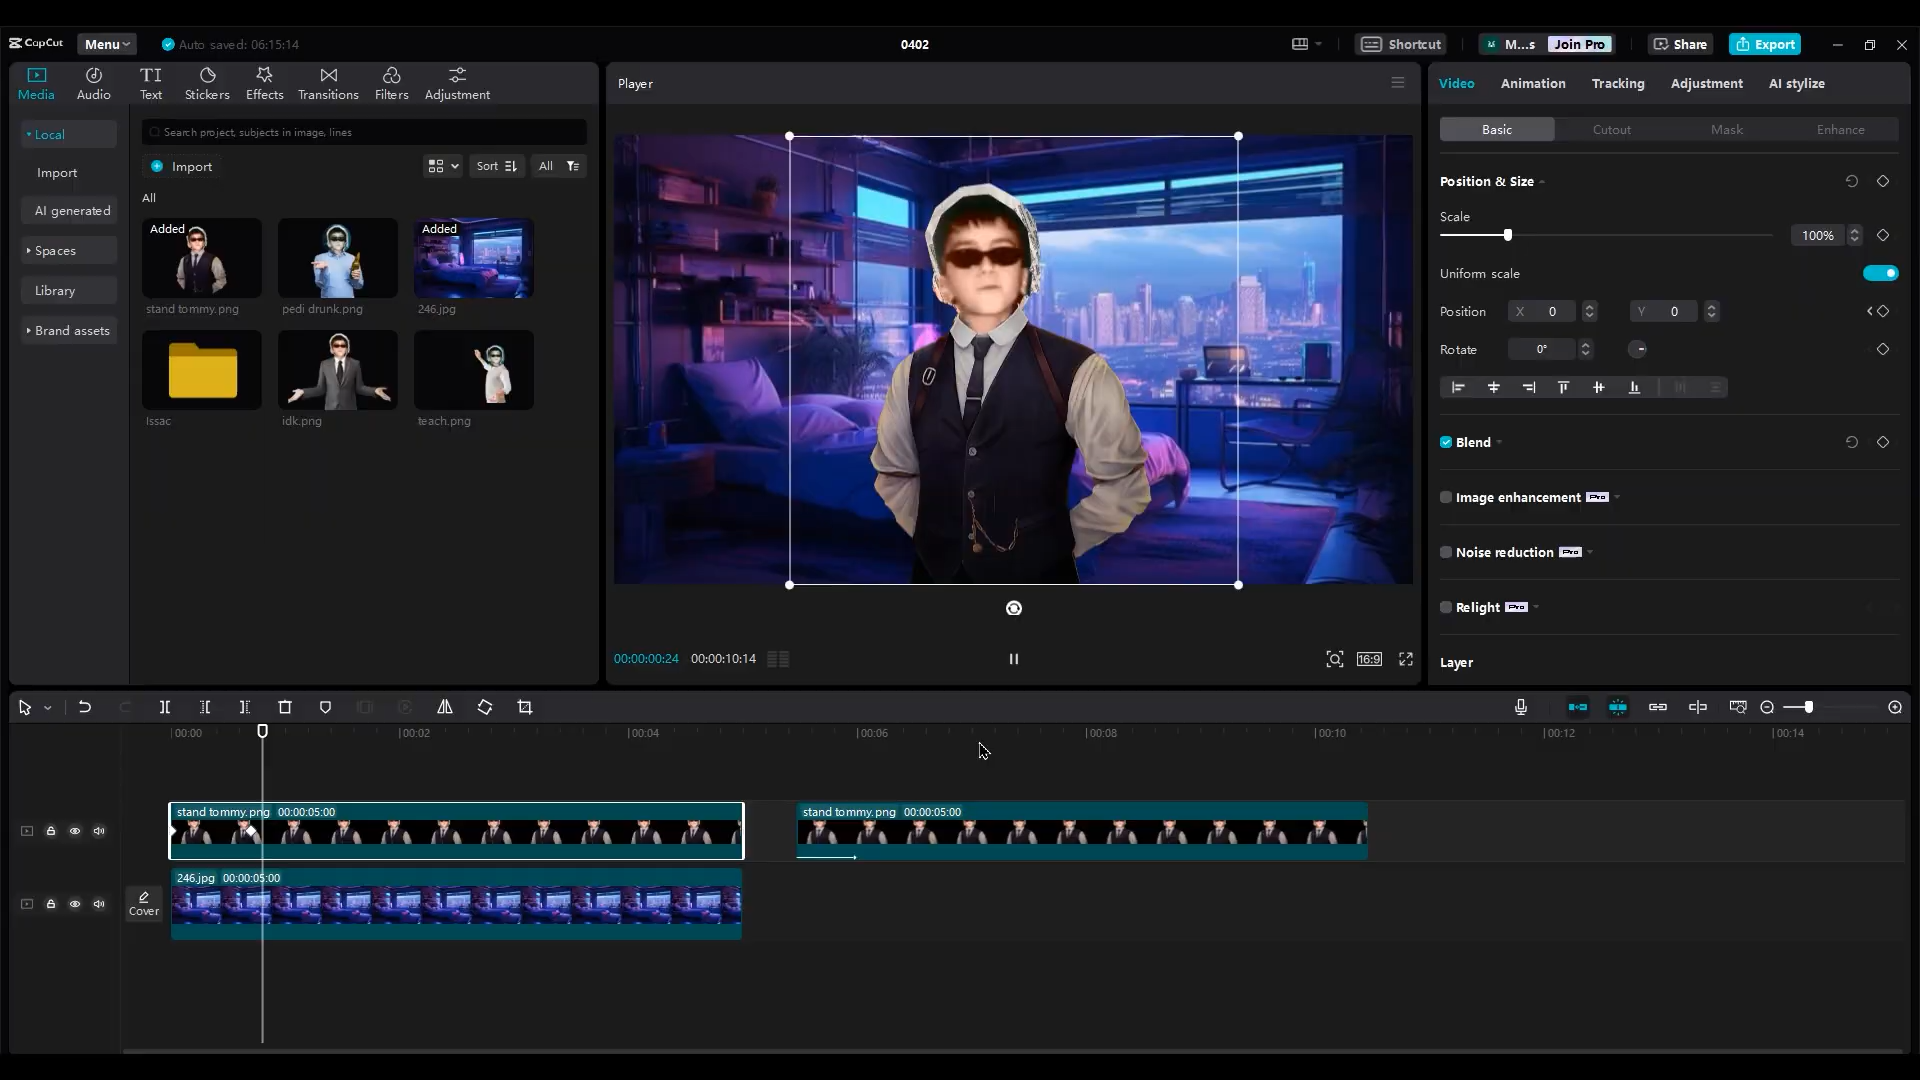 CapCut
Menu
Auto saved: 06:15:14
0402
Shortcut
M...s
Join Pro
Share
Export
Media
Audio
TI
Text
Stickers
Effects
Transitions
Filters
Adjustment
Local
Import
AI generated
Spaces
Library
Brand assets
Search project, subjects in image, lines
Import
Sort
All
All
Added
Added
stand tommy.png
pedi drunk.png
246.jpg
Issac
idk.png
teach.png
Player
00:00:00:24
00:00:10:14
16:9
Video
Animation
Tracking
Adjustment
AI stylize
Basic
Cutout
Mask
Enhance
Position & Size
Scale
100%
Uniform scale
Position
X 0
Y 0
Rotate
0°
Blend
Image enhancement Pro
Noise reduction Pro
Relight Pro
Layer
00:00
00:02
00:04
00:06
00:08
00:10
00:12
00:14
stand tommy.png 00:00:05:00
stand tommy.png 00:00:05:00
Cover
246.jpg 00:00:05:00